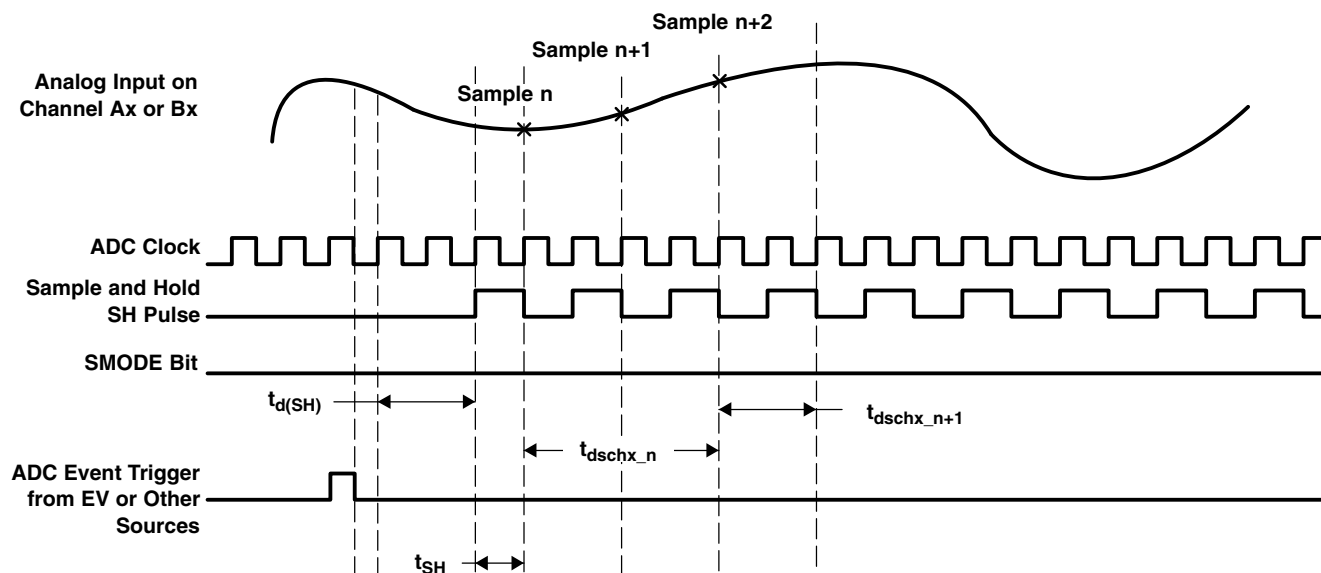 Sample n+2
Sample n+1
Analog Input on
Channel Ax or Bx
Sample n
ADC Clock
Sample and Hold
SH Pulse
SMODE Bit
td(SH)
tdschx_n+1
tdschx_n
ADC Event Trigger
from EV or Other
Sources
tSH